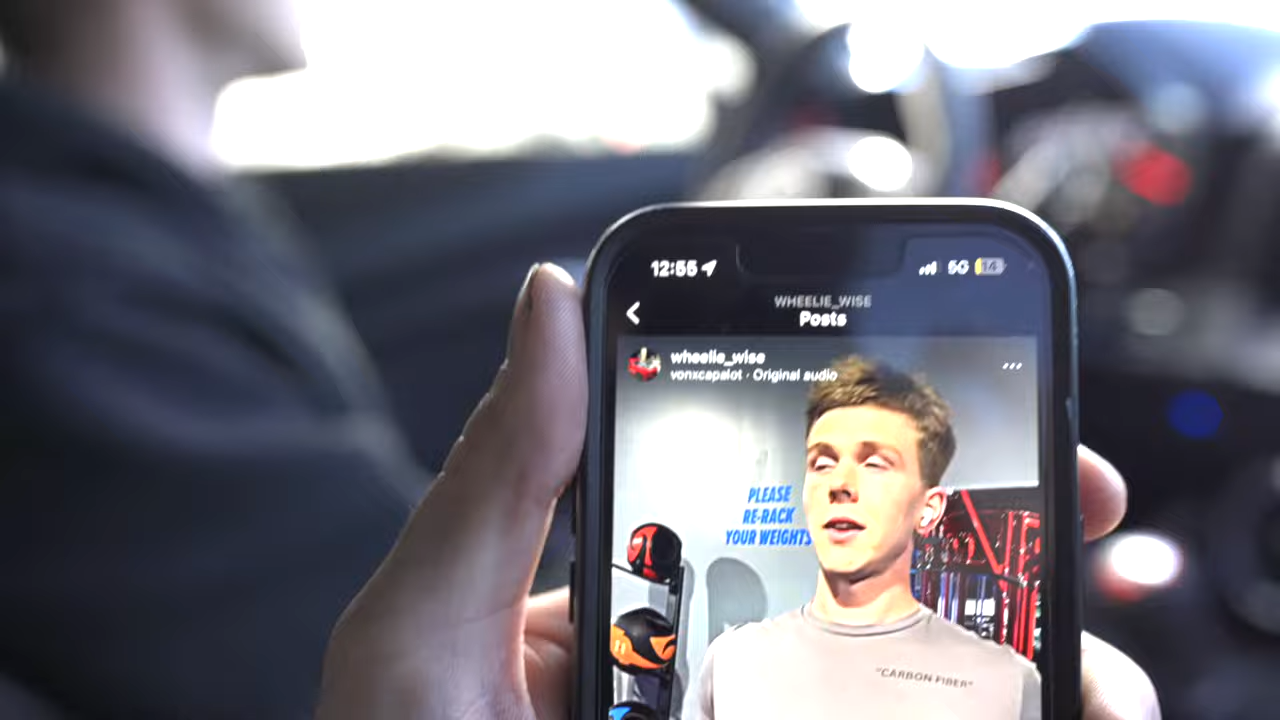 12:55
5G 14
WHEELIE_WISE
Posts
wheelie_wise
vonxcapalot · Original audio
PLEASE
RE-RACK
YOUR WEIGHTS
"CARBON FIBER"